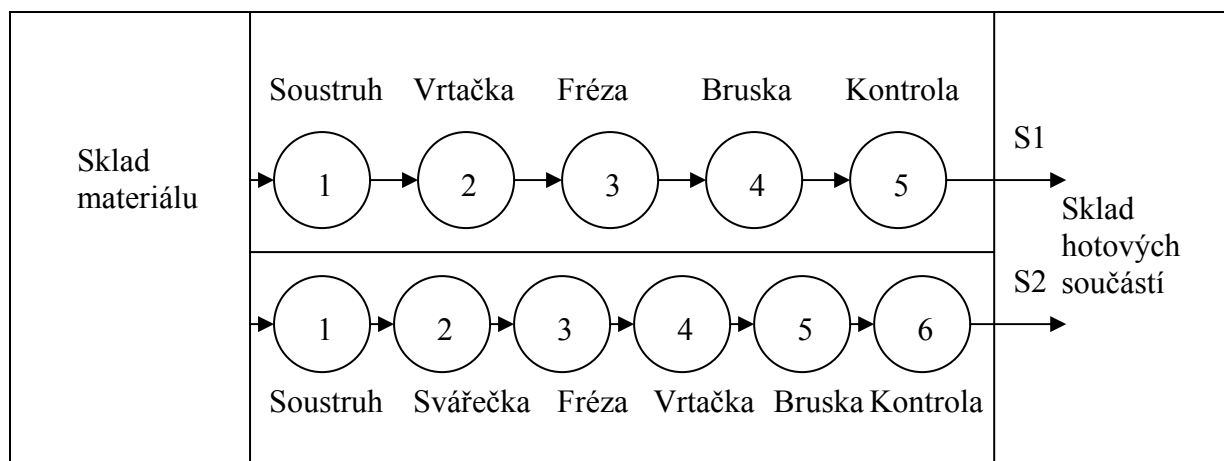 Sklad
materiálu
Soustruh Vrtačka Fréza Bruska Kontrola
1 2 3 4 5
S1
Sklad
hotových
součástí
S2
1 2 3 4 5 6
Soustruh Svářečka Fréza Vrtačka Bruska Kontrola